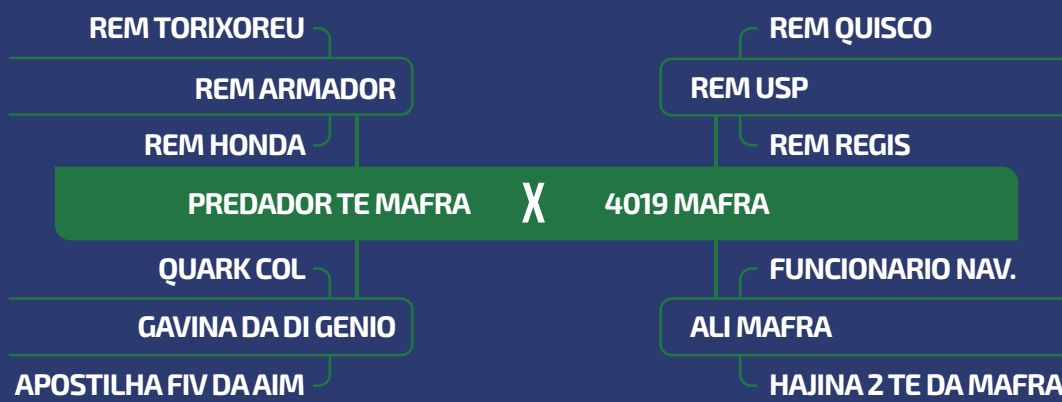 REM TORIXOREU
REM QUISCO
REM ARMADOR
REM USP
REM HONDA
REM REGIS
PREDADOR TE MAFRA X 4019 MAFRA
QUARK COL
FUNCIONARIO NAV.
GAVINA DA DI GENIO
ALI MAFRA
APOSTILHA FIV DA AIM
HAJINA 2 TE DA MAFRA